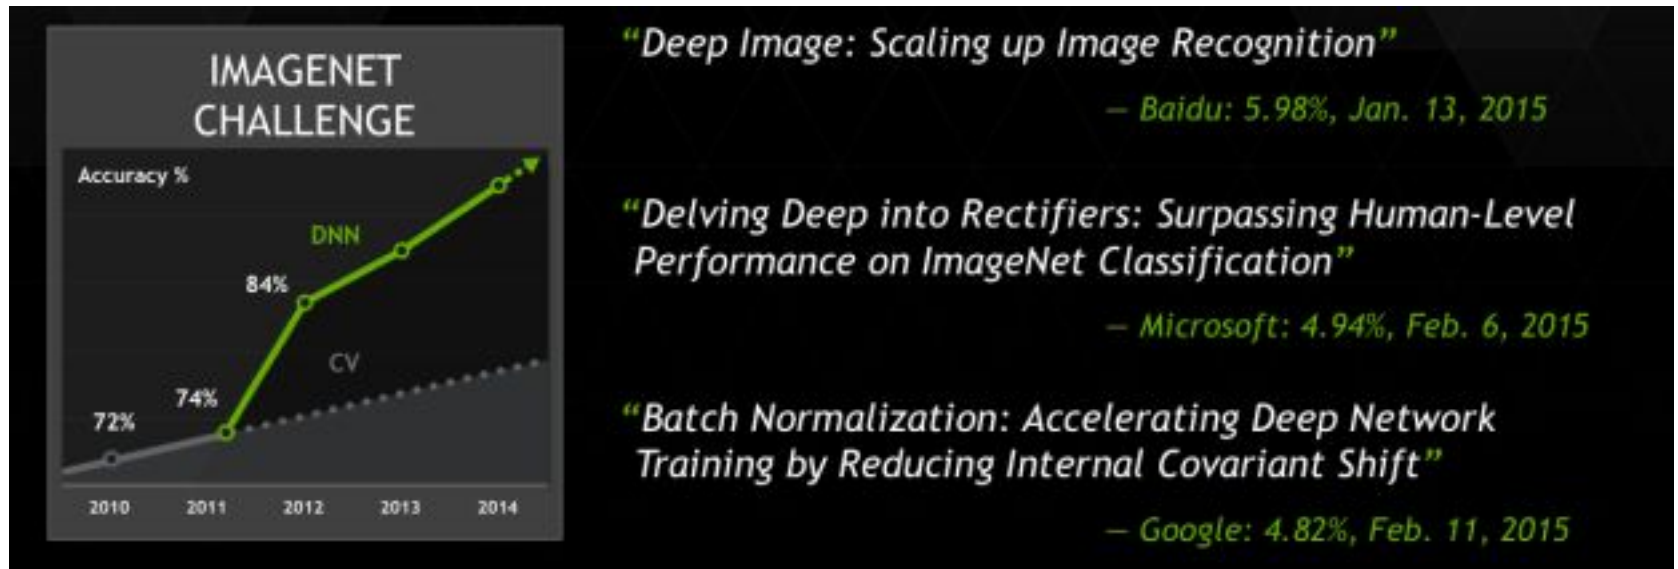 IMAGENET
CHALLENGE
Accuracy %
DNN
84%
CV
74%
72%
2010 2011 2012 2013 2014
“Deep Image: Scaling up Image Recognition”
— Baidu: 5.98%, Jan. 13, 2015
“Delving Deep into Rectifiers: Surpassing Human-Level
Performance on ImageNet Classification”
— Microsoft: 4.94%, Feb. 6, 2015
“Batch Normalization: Accelerating Deep Network
Training by Reducing Internal Covariant Shift”
— Google: 4.82%, Feb. 11, 2015